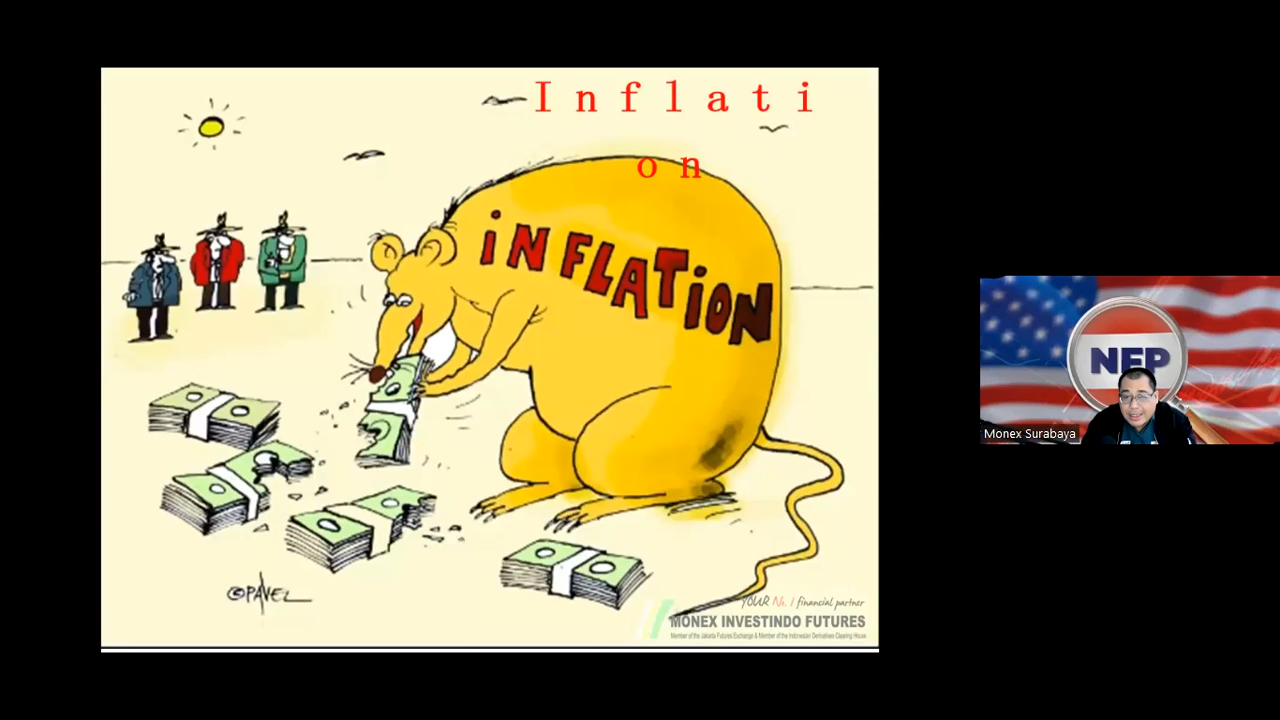 I n f l a t i
o n
iNFLATiON
NFP
Monex Surabaya
©PAVEL
YOUR No. 1 financial partner
MONEX INVESTINDO FUTURES
Member of the Jakarta Futures Exchange & Member of the Indonesian Derivatives Clearing House